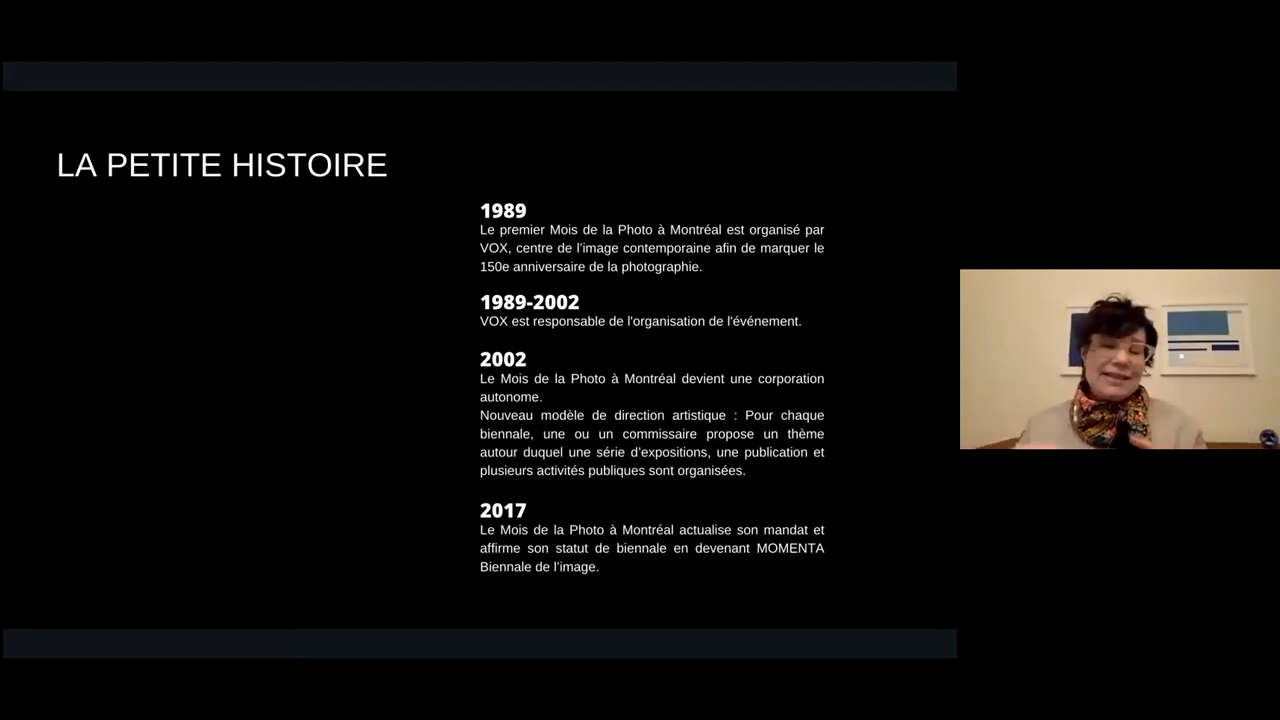 LA PETITE HISTOIRE
1989
Le premier Mois de la Photo à Montréal est organisé par
VOX, centre de l'image contemporaine afin de marquer le
150e anniversaire de la photographie.
1989-2002
VOX est responsable de l'organisation de l'événement.
2002
Le Mois de la Photo à Montréal devient une corporation
autonome.
Nouveau modèle de direction artistique : Pour chaque
biennale, une ou un commissaire propose un thème
autour duquel une série d'expositions, une publication et
plusieurs activités publiques sont organisées.
2017
Le Mois de la Photo à Montréal actualise son mandat et
affirme son statut de biennale en devenant MOMENTA
Biennale de l'image.